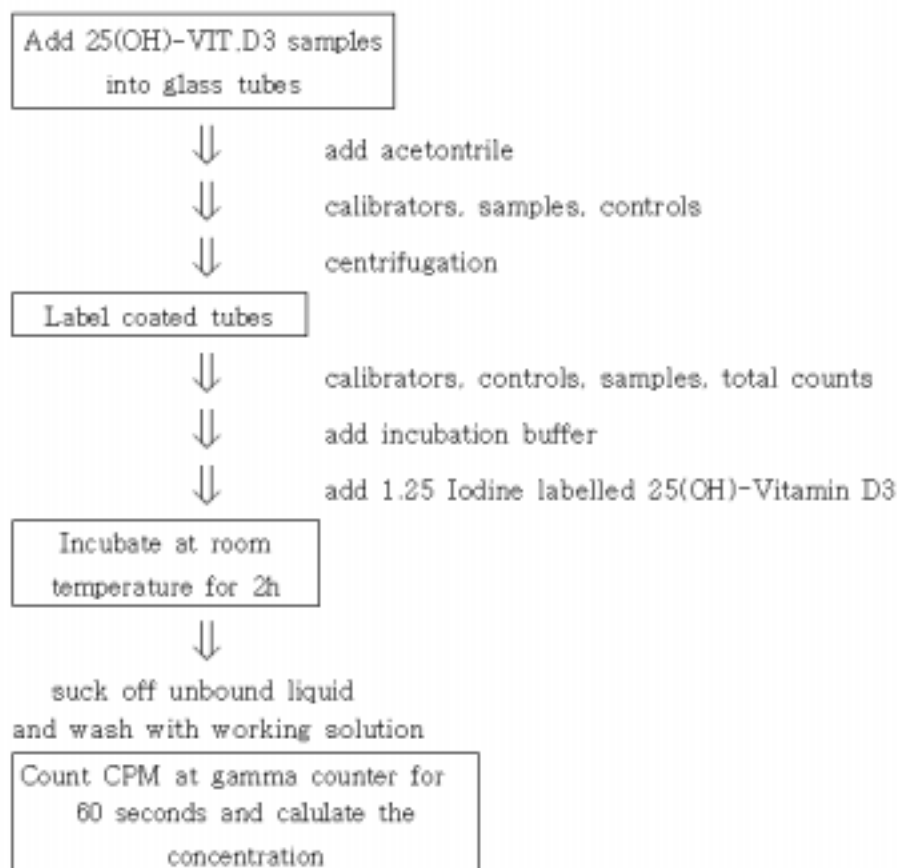 Add 25(OH)-VIT.D3 samples
into glass tubes
⇓ add acetontrile
⇓ calibrators, samples, controls
⇓ centrifugation
Label coated tubes
⇓ calibrators, controls, samples, total counts
⇓ add incubation buffer
⇓ add 1.25 Iodine labelled 25(OH)-Vitamin D3
Incubate at room
temperature for 2h
⇓
suck off unbound liquid
and wash with working solution
Count CPM at gamma counter for
60 seconds and calulate the
concentration